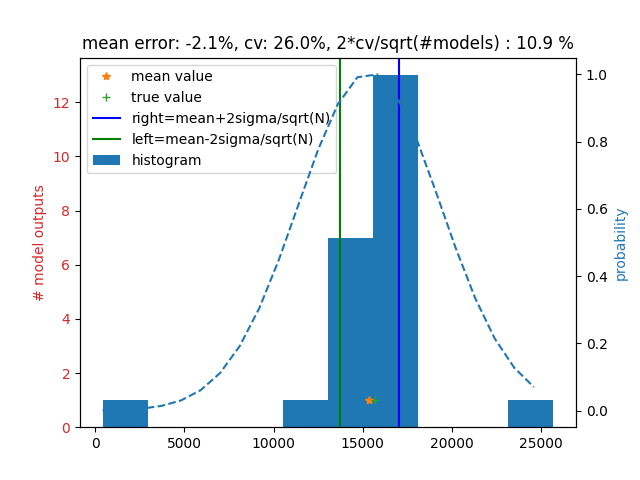 mean error: -2.1%, cv: 26.0%, 2*cv/sqrt(#models) : 10.9 %
mean value
true value
right=mean+2sigma/sqrt(N)
left=mean-2sigma/sqrt(N)
histogram
# model outputs
12
10
8
6
4
2
0
0
5000
10000
15000
20000
25000
1.0
0.8
0.6
0.4
0.2
0.0
probability